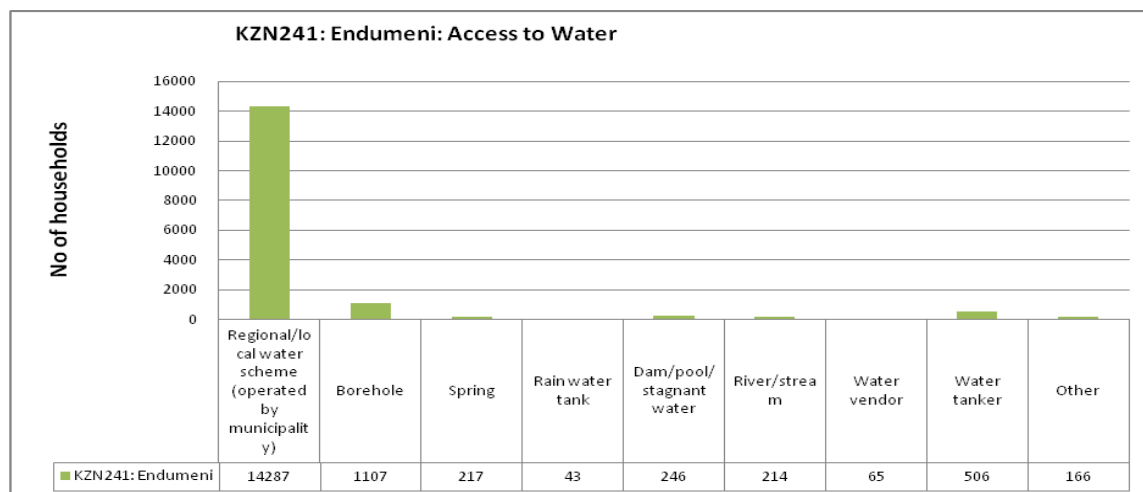 KZN241: Endumeni: Access to Water
No of households
16000
14000
12000
10000
8000
6000
4000
2000
0
Regional/lo
cal water
scheme
(operated
by
municipalit
y)
Borehole
Spring
Rain water
tank
Dam/pool/
stagnant
water
River/strea
m
Water
vendor
Water
tanker
Other
KZN241: Endumeni 14287 1107 217 43 246 214 65 506 166